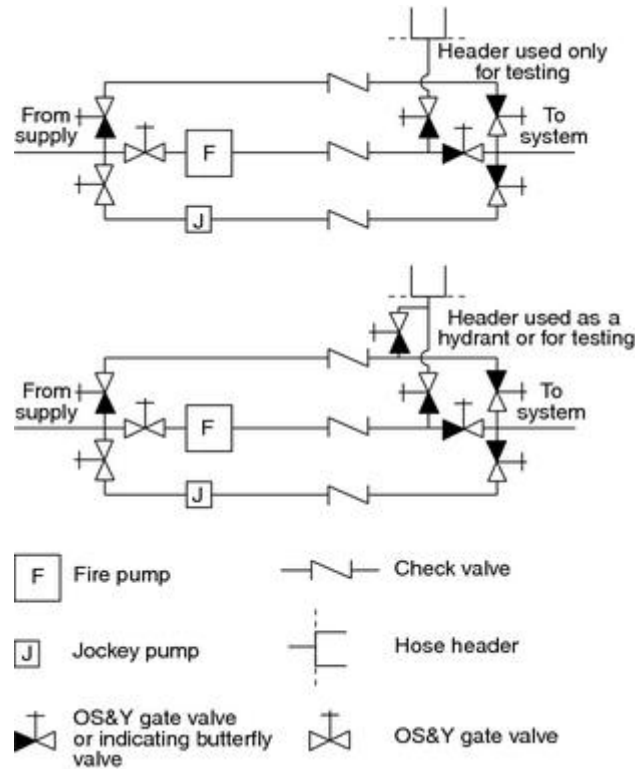 Header used only
for testing
From
supply
To
system
F
J
Header used as a
hydrant or for testing
From
supply
To
system
F
J
F
Fire pump
Check valve
J
Jockey pump
Hose header
OS&Y gate valve
or indicating butterfly
valve
OS&Y gate valve